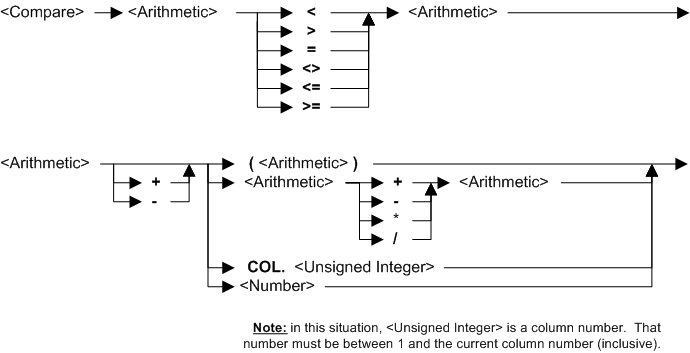 <Compare> <Arithmetic> < <Arithmetic>
>
=
<>
<=
>=
<Arithmetic> ( <Arithmetic> )
+ <Arithmetic> + <Arithmetic>
- -
*
/
COL. <Unsigned Integer>
<Number>
Note: in this situation, <Unsigned Integer> is a column number. That
number must be between 1 and the current column number (inclusive).